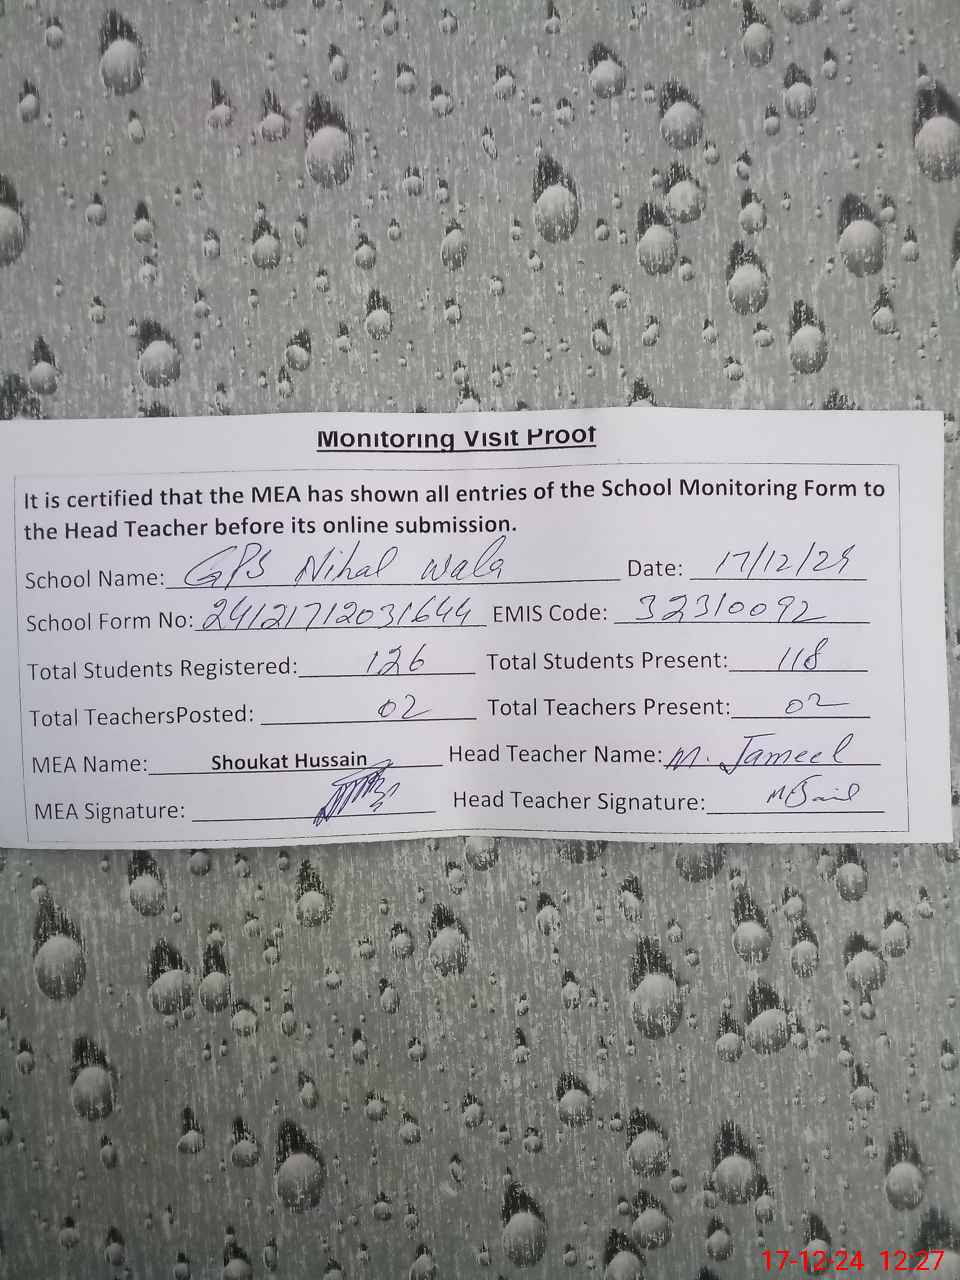 Monitoring Visit Proof
It is certified that the MEA has shown all entries of the School Monitoring Form to
the Head Teacher before its online submission.
School Name: GPS Nihal wala Date: 17/12/24
School Form No: 24121712031644 EMIS Code: 32310092
Total Students Registered: 126 Total Students Present: 118
Total TeachersPosted: 02 Total Teachers Present: 02
MEA Name: Shoukat Hussain Head Teacher Name: M. Jameel
MEA Signature: Head Teacher Signature:
17-12-24 12:27